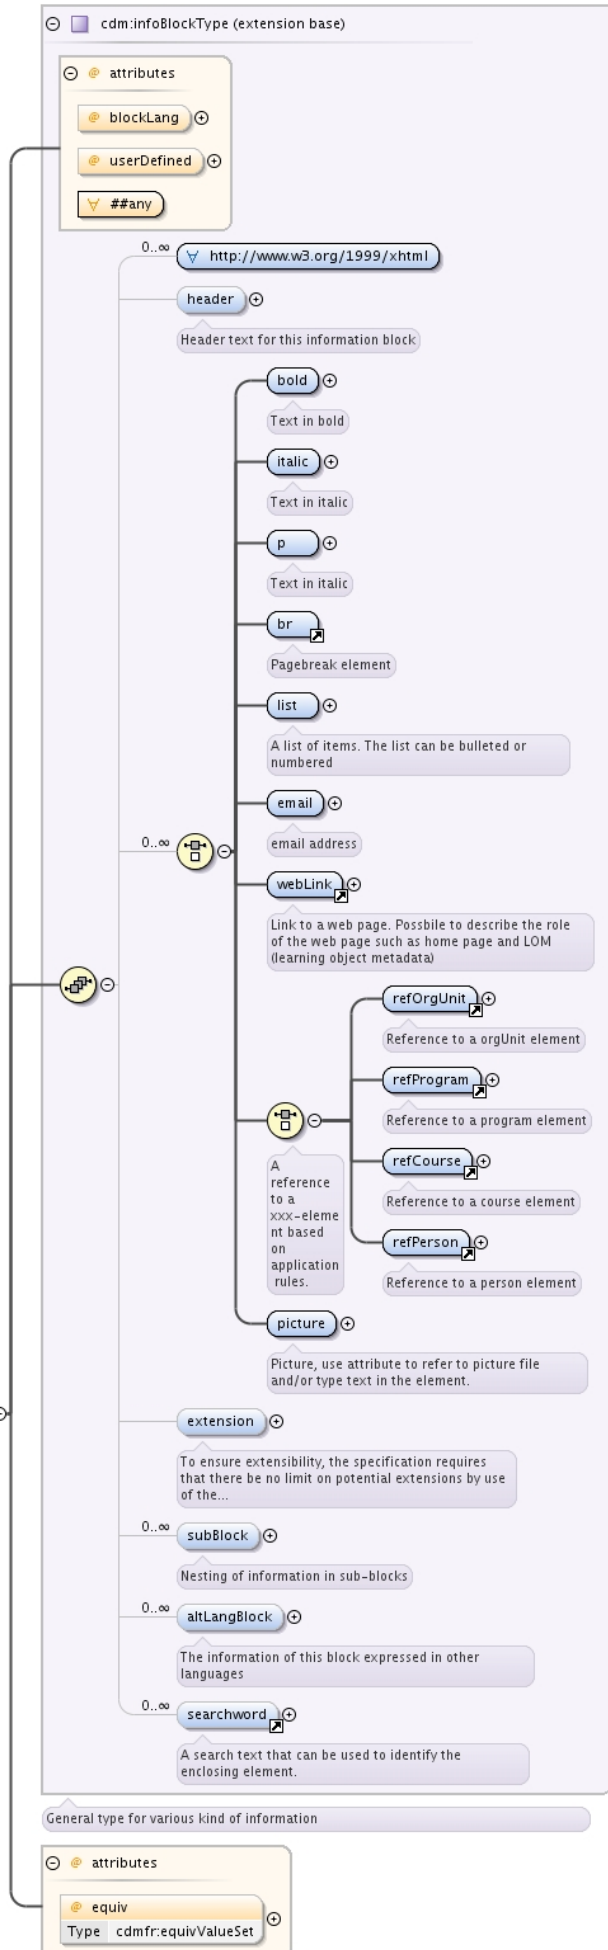 cdm:infoBlockType (extension base)
@ attributes
@ blockLang
@ userDefined
∀ ##any
0..∞
∀ http://www.w3.org/1999/xhtml
header
Header text for this information block
bold
Text in bold
italic
Text in italic
p
Text in italic
br
Pagebreak element
list
A list of items. The list can be bulleted or
numbered
email
0..∞
email address
webLink
Link to a web page. Possbile to describe the role
of the web page such as home page and LOM
(learning object metadata)
refOrgUnit
Reference to a orgUnit element
refProgram
Reference to a program element
A
reference
to a
xxx-eleme
nt based
on
application
rules.
refCourse
Reference to a course element
refPerson
Reference to a person element
picture
Picture, use attribute to refer to picture file
and/or type text in the element.
extension
To ensure extensibility, the specification requires
that there be no limit on potential extensions by use
of the...
0..∞
subBlock
Nesting of information in sub-blocks
0..∞
altLangBlock
The information of this block expressed in other
languages
0..∞
searchword
A search text that can be used to identify the
enclosing element.
General type for various kind of information
@ attributes
@ equiv
Type cdmfr:equivValueSet